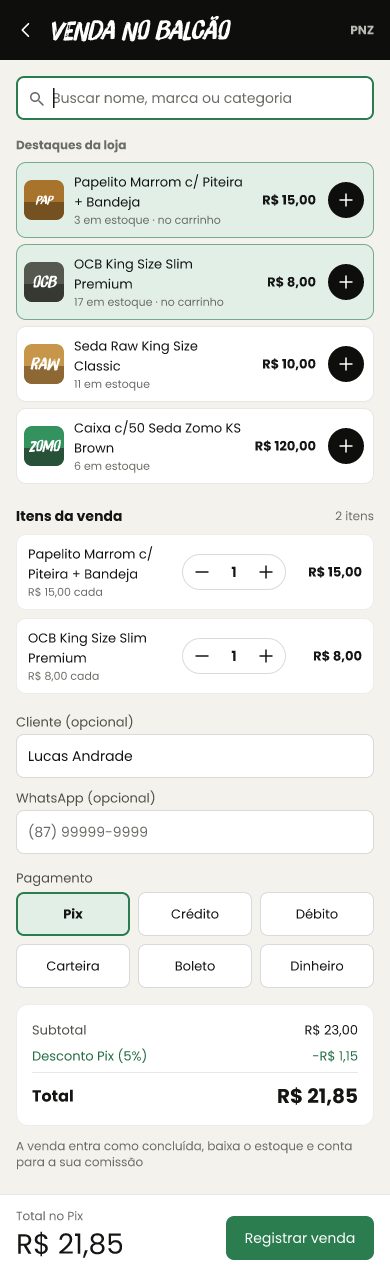 VENDA NO BALCÃO
PNZ
Buscar nome, marca ou categoria
Destaques da loja
PAP
Papelito Marrom c/ Piteira
+ Bandeja
3 em estoque · no carrinho
R$ 15,00
OCB
OCB King Size Slim
Premium
17 em estoque · no carrinho
R$ 8,00
RAW
Seda Raw King Size
Classic
11 em estoque
R$ 10,00
ZOMO
Caixa c/50 Seda Zomo KS
Brown
6 em estoque
R$ 120,00
Itens da venda
2 itens
Papelito Marrom c/
Piteira + Bandeja
R$ 15,00 cada
1
R$ 15,00
OCB King Size Slim
Premium
R$ 8,00 cada
1
R$ 8,00
Cliente (opcional)
Lucas Andrade
WhatsApp (opcional)
(87) 99999-9999
Pagamento
Pix
Crédito
Débito
Carteira
Boleto
Dinheiro
Subtotal
R$ 23,00
Desconto Pix (5%)
-R$ 1,15
Total
R$ 21,85
A venda entra como concluída, baixa o estoque e conta
para a sua comissão
Total no Pix
R$ 21,85
Registrar venda